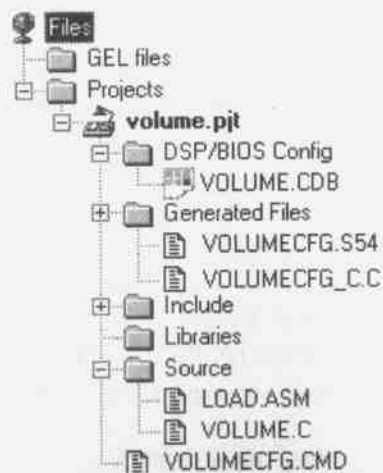 Files
GEL files
Projects
volume.pjt
DSP/BIOS Config
VOLUME.CDB
Generated Files
VOLUMECFG.S54
VOLUMECFG_C.C
Include
Libraries
Source
LOAD.ASM
VOLUME.C
VOLUMECFG.CMD